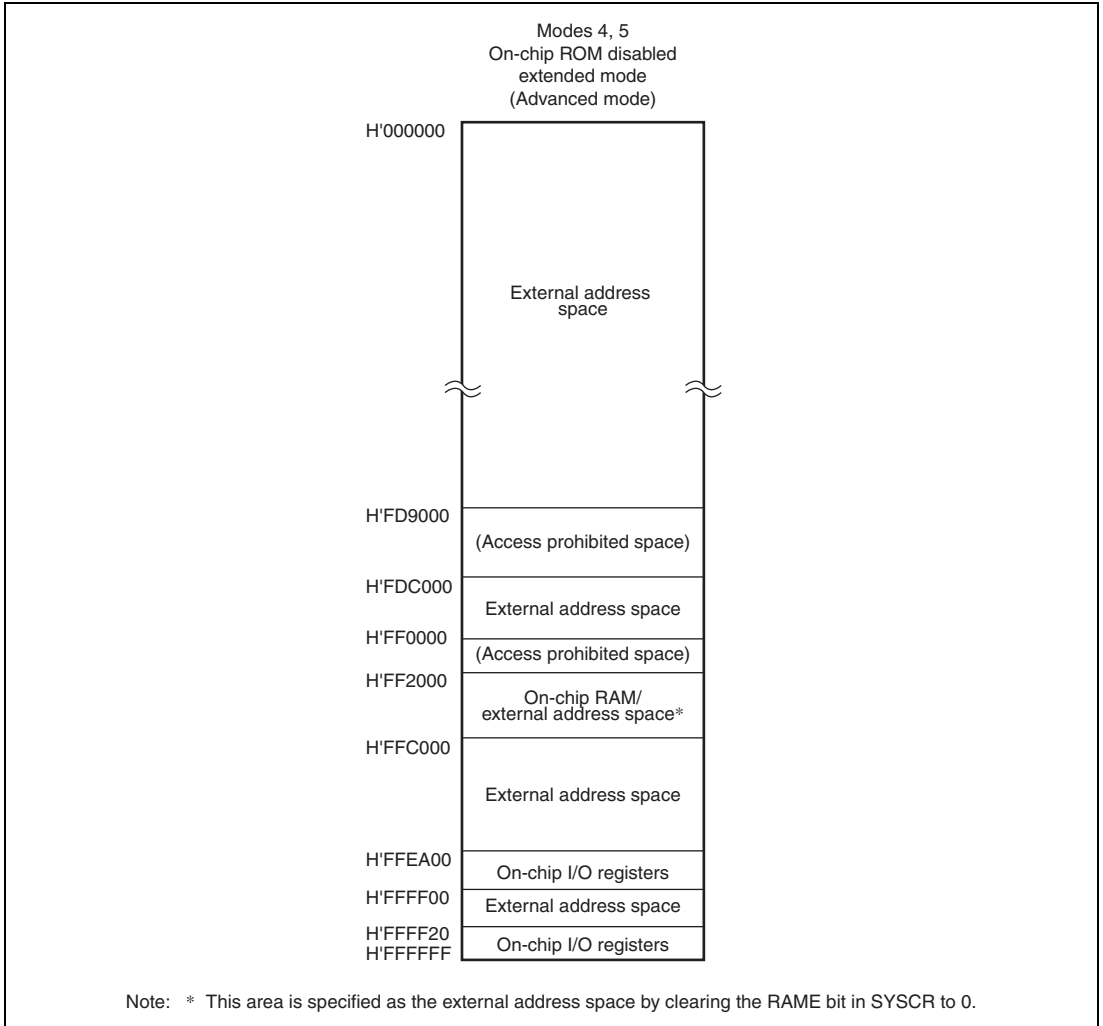 Modes 4, 5
On-chip ROM disabled
extended mode
(Advanced mode)
H'000000
External address
space
H'FD9000
(Access prohibited space)
H'FDC000
External address space
H'FF0000
(Access prohibited space)
H'FF2000
On-chip RAM/
external address space*
H'FFC000
External address space
H'FFEA00
On-chip I/O registers
H'FFFF00
External address space
H'FFFF20
On-chip I/O registers
H'FFFFFF
Note: * This area is specified as the external address space by clearing the RAME bit in SYSCR to 0.